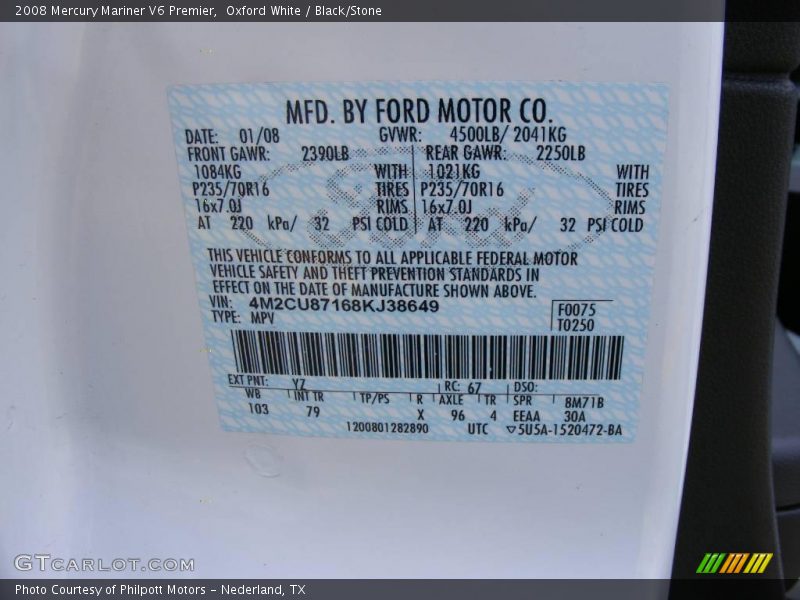 2008 Mercury Mariner V6 Premier,  Oxford White / Black/Stone
MFD. BY FORD MOTOR CO.
DATE: 01/08 GVWR: 4500LB/ 2041KG
FRONT GAWR: 2390LB REAR GAWR: 2250LB
1084KG WITH 1021KG WITH
P235/70R16 TIRES P235/70R16 TIRES
16x7.0J RIMS 16x7.0J RIMS
AT 220 kPa/ 32 PSI COLD AT 220 kPa/ 32 PSI COLD
THIS VEHICLE CONFORMS TO ALL APPLICABLE FEDERAL MOTOR
VEHICLE SAFETY AND THEFT PREVENTION STANDARDS IN
EFFECT ON THE DATE OF MANUFACTURE SHOWN ABOVE.
VIN: 4M2CU87168KJ38649 F0075
TYPE: MPV T0250
EXT PNT: YZ RC: 67 DSO:
WB INT TR TP/PS R AXLE TR SPR 8M71B
103 79 X 96 4 EEAA 30A
1200801282890 UTC ▽5U5A-1520472-BA
GTCARLOT.COM
Photo Courtesy of Philpott Motors – Nederland, TX